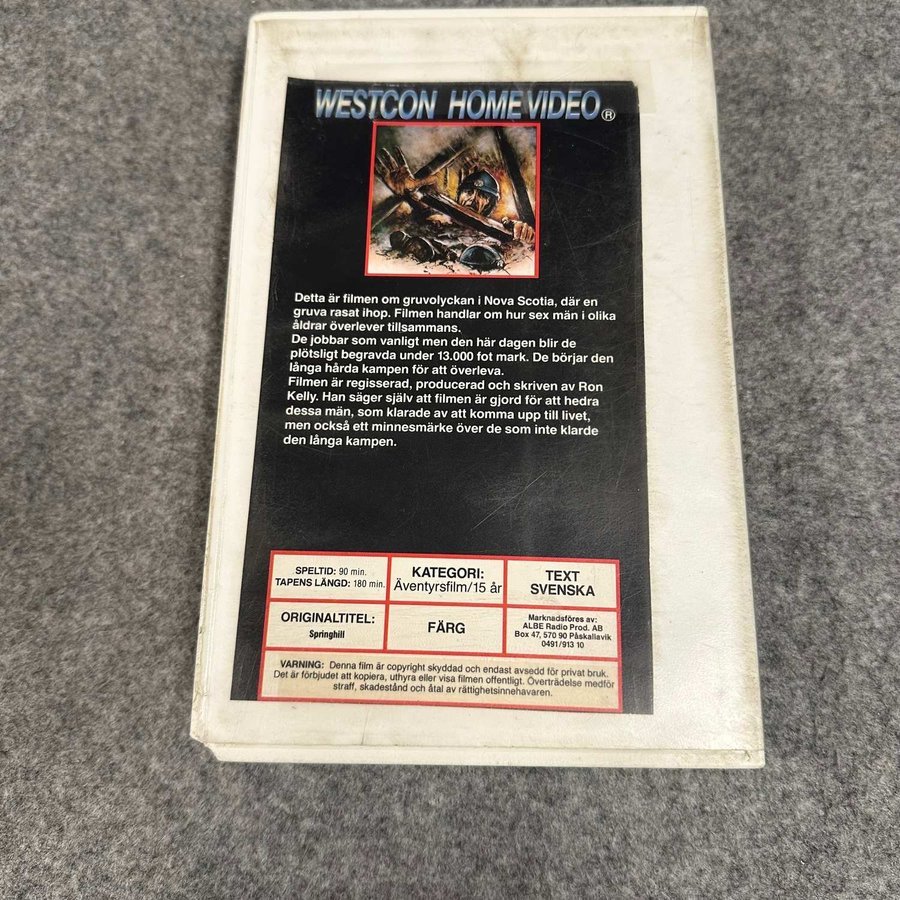 WESTCON HOME VIDEO ®
Detta är filmen om gruvolyckan i Nova Scotia, där en
gruva rasat ihop. Filmen handlar om hur sex män i olika
åldrar överlever tillsammans.
De jobbar som vanligt men den här dagen blir de
plötsligt begravda under 13.000 fot mark. De börjar den
långa hårda kampen för att överleva.
Filmen är regisserad, producerad och skriven av Ron
Kelly. Han säger själv att filmen är gjord för att hedra
dessa män, som klarade av att komma upp till livet,
men också ett minnesmärke över de som inte klarde
den långa kampen.
SPELTID: 90 min.
TAPENS LÄNGD: 180 min.
KATEGORI:
Äventyrsfilm/15 år
TEXT
SVENSKA
ORIGINALTITEL:
Springhill
FÄRG
Marknadsföres av:
ALBE Radio Prod. AB
Box 47, 570 90 Påskallavik
0491/913 10
VARNING: Denna film är copyright skyddad och endast avsedd för privat bruk.
Det är förbjudet att kopiera, uthyra eller visa filmen offentligt. Överträdelse medför
straff, skadestånd och åtal av rättighetsinnehavaren.